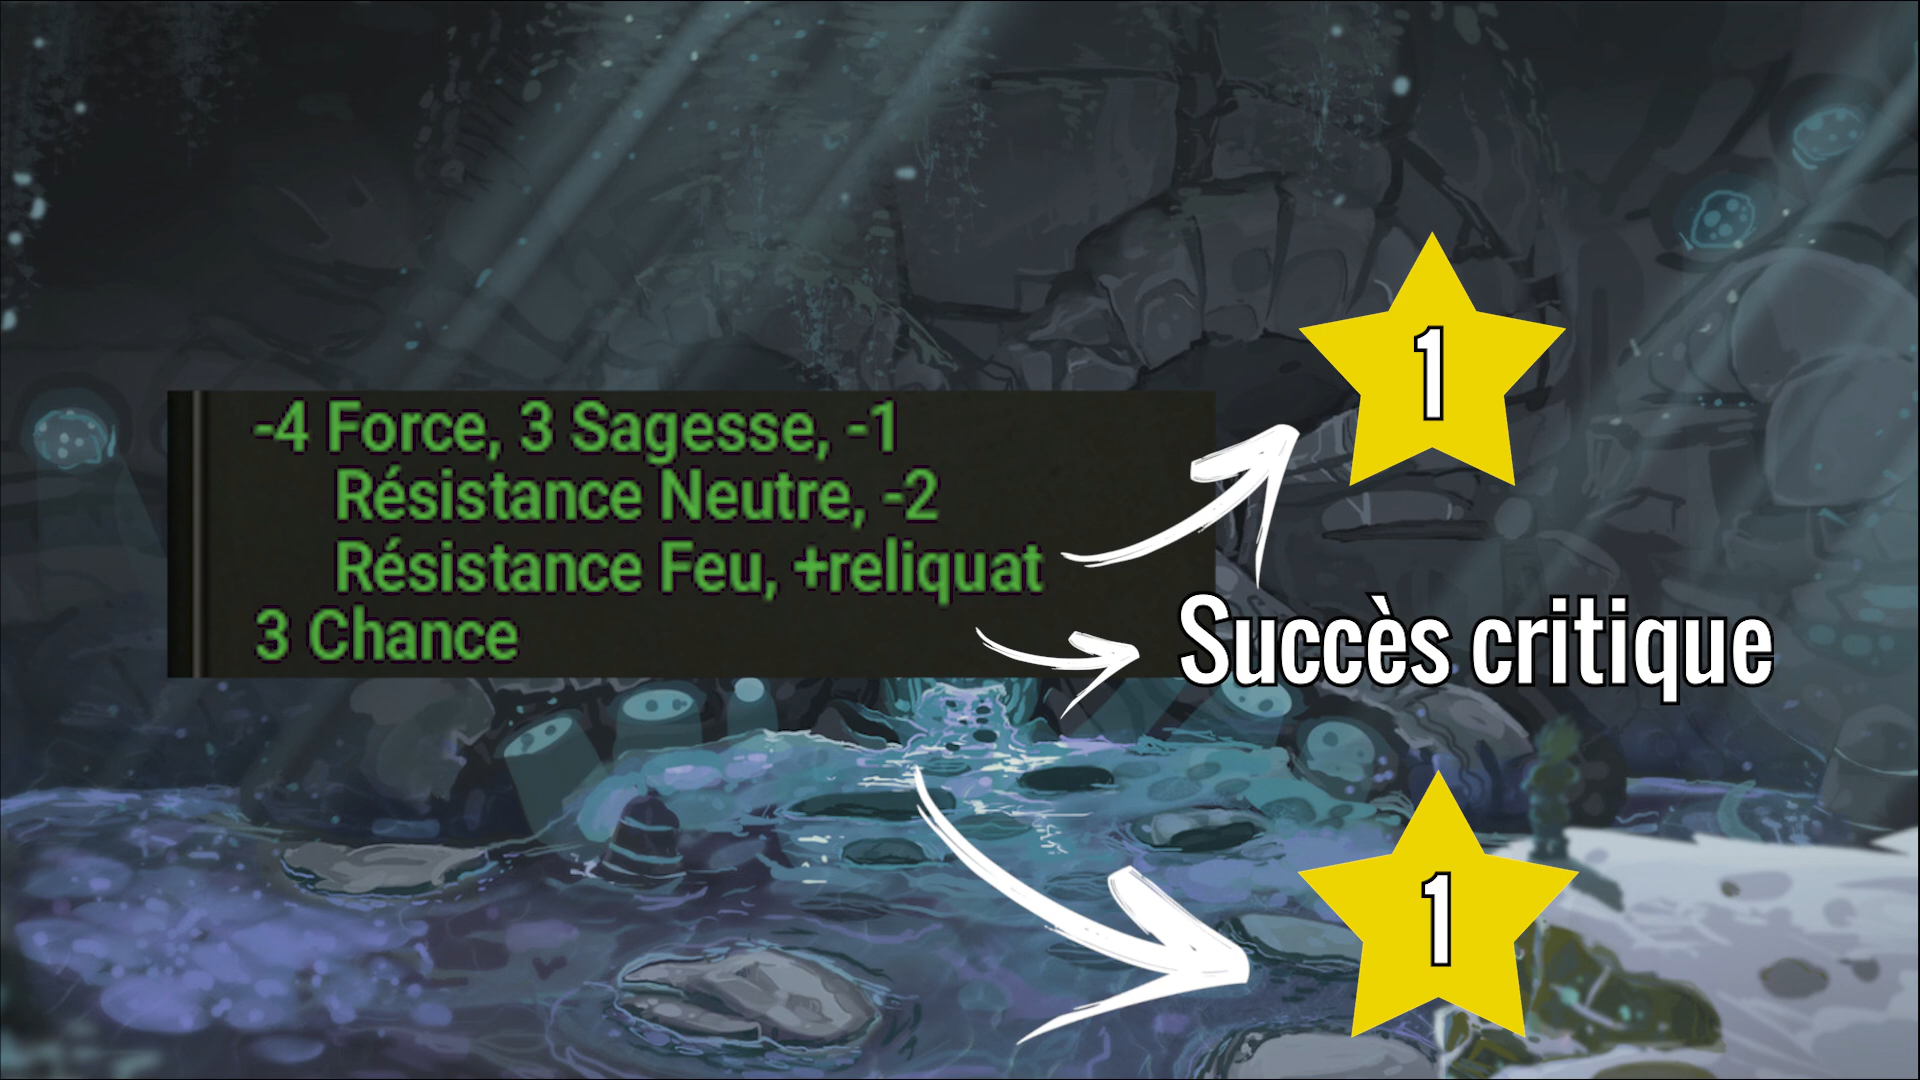 1
-4 Force, 3 Sagesse, -1
Résistance Neutre, -2
Résistance Feu, +reliquat
3 Chance
Succès critique
1